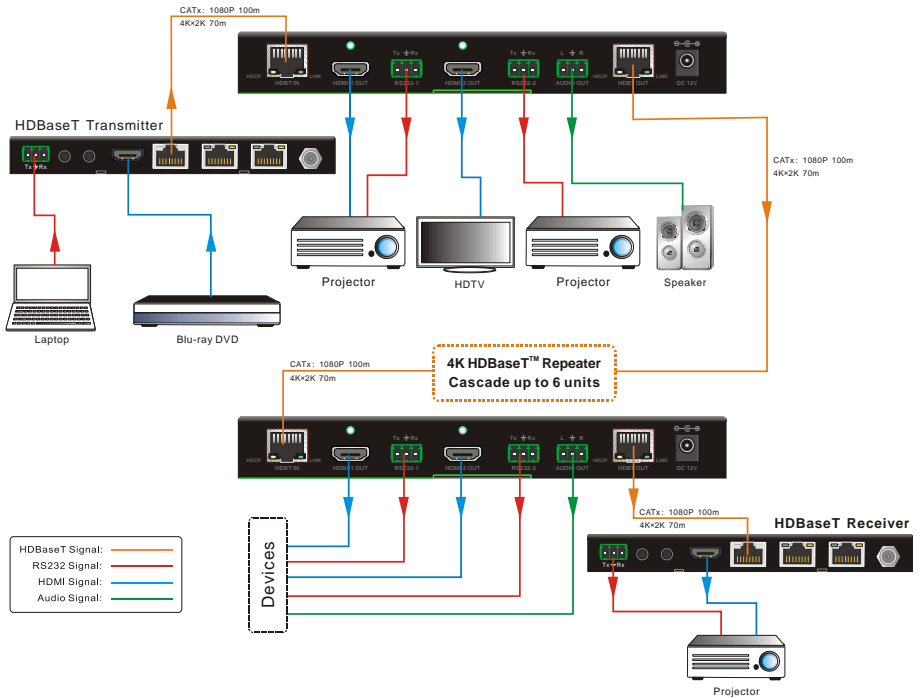 CATx: 1080P 100m
4K×2K 70m
Tx Rx
Tx Rx
L R
HDCP
LINK
HDBT IN
HDMI 1 OUT
RS232-1
HDMI 2 OUT
RS232-2
AUDIO OUT
HDCP
LINK
HDBT OUT
DC 12V
HDBaseT Transmitter
Tx Rx
CATx: 1080P 100m
4K×2K 70m
Projector
HDTV
Projector
Speaker
Laptop
Blu-ray DVD
CATx: 1080P 100m
4K×2K 70m
4K HDBaseT™ Repeater
Cascade up to 6 units
Tx Rx
Tx Rx
L R
HDCP
LINK
HDBT IN
HDMI 1 OUT
RS232-1
HDMI 2 OUT
RS232-2
AUDIO OUT
HDCP
LINK
HDBT OUT
DC 12V
CATx: 1080P 100m
4K×2K 70m
HDBaseT Receiver
Tx Rx
Devices
HDBaseT Signal:
RS232 Signal:
HDMI Signal:
Audio Signal:
Projector